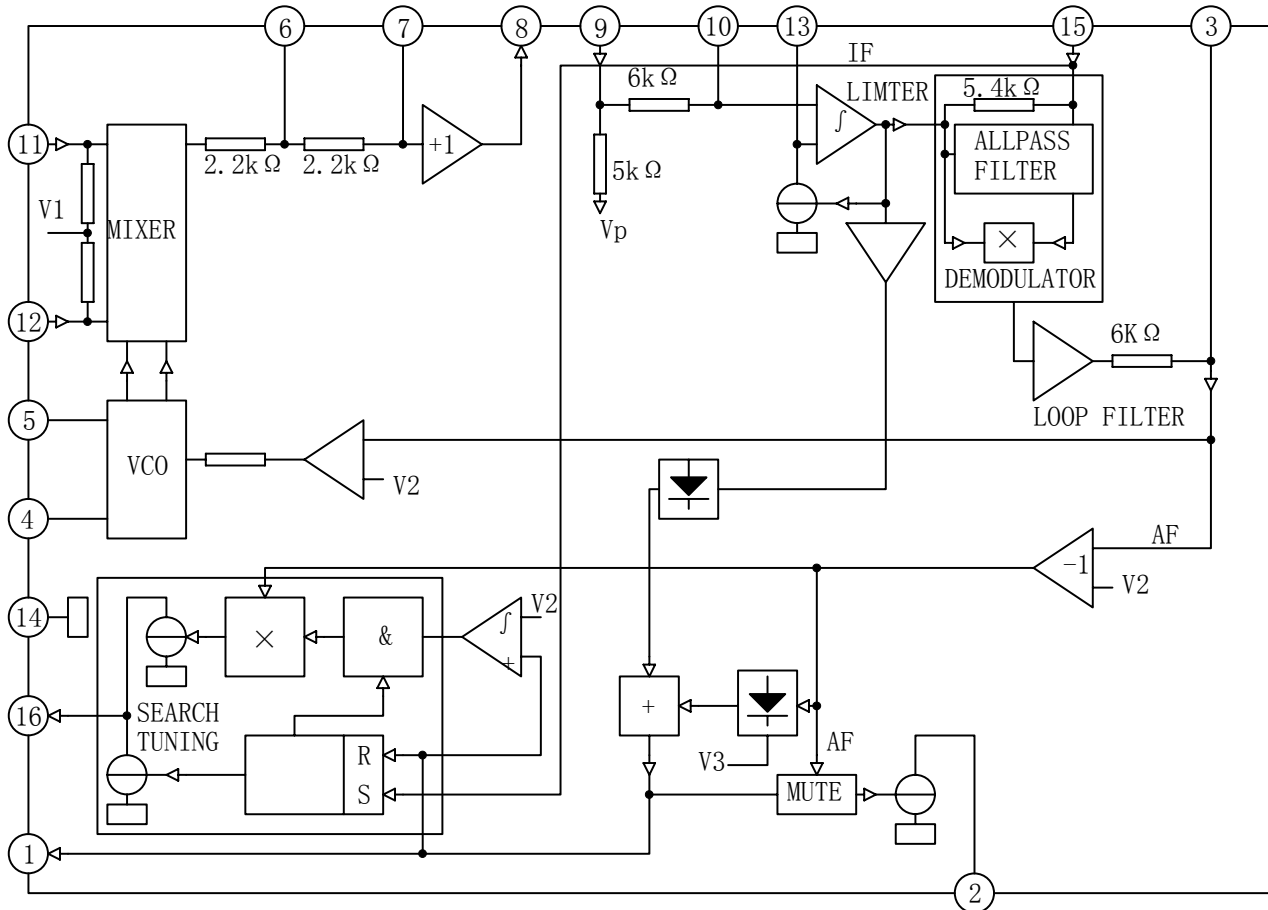 6
7
8
9
10
13
15
3
IF
6kΩ
LIMTER
5.4kΩ
11
2.2kΩ
2.2kΩ
+1
∫
ALLPASS
FILTER
5kΩ
V1
MIXER
Vp
×
DEMODULATOR
12
6KΩ
5
LOOP FILTER
VCO
V2
4
AF
-1
V2
14
V2
∫
×
&
+
16
SEARCH
TUNING
+
AF
R
V3
S
MUTE
1
2